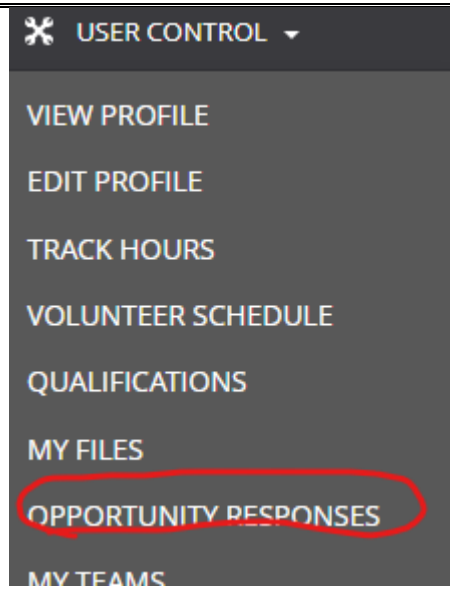 USER CONTROL
VIEW PROFILE
EDIT PROFILE
TRACK HOURS
VOLUNTEER SCHEDULE
QUALIFICATIONS
MY FILES
OPPORTUNITY RESPONSES
MY TEAMS